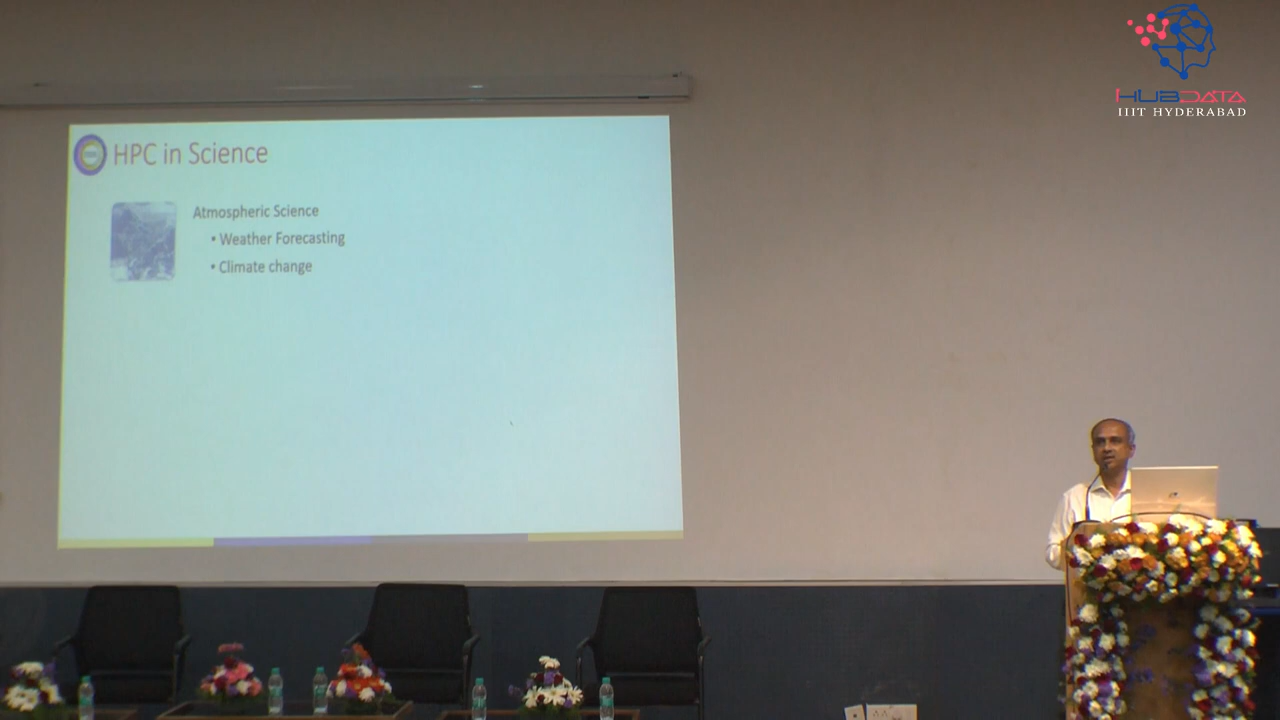 HUBDATA
IIIT HYDERABAD
HPC in Science
Atmospheric Science
• Weather Forecasting
• Climate change